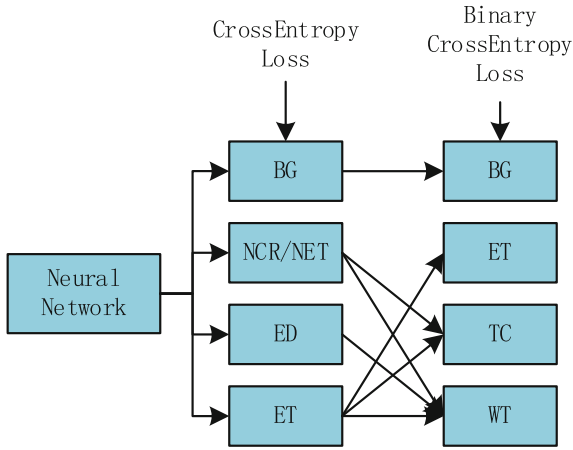 CrossEntropy
Loss
Binary
CrossEntropy
Loss
Neural
Network
BG
NCR/NET
ED
ET
BG
ET
TC
WT